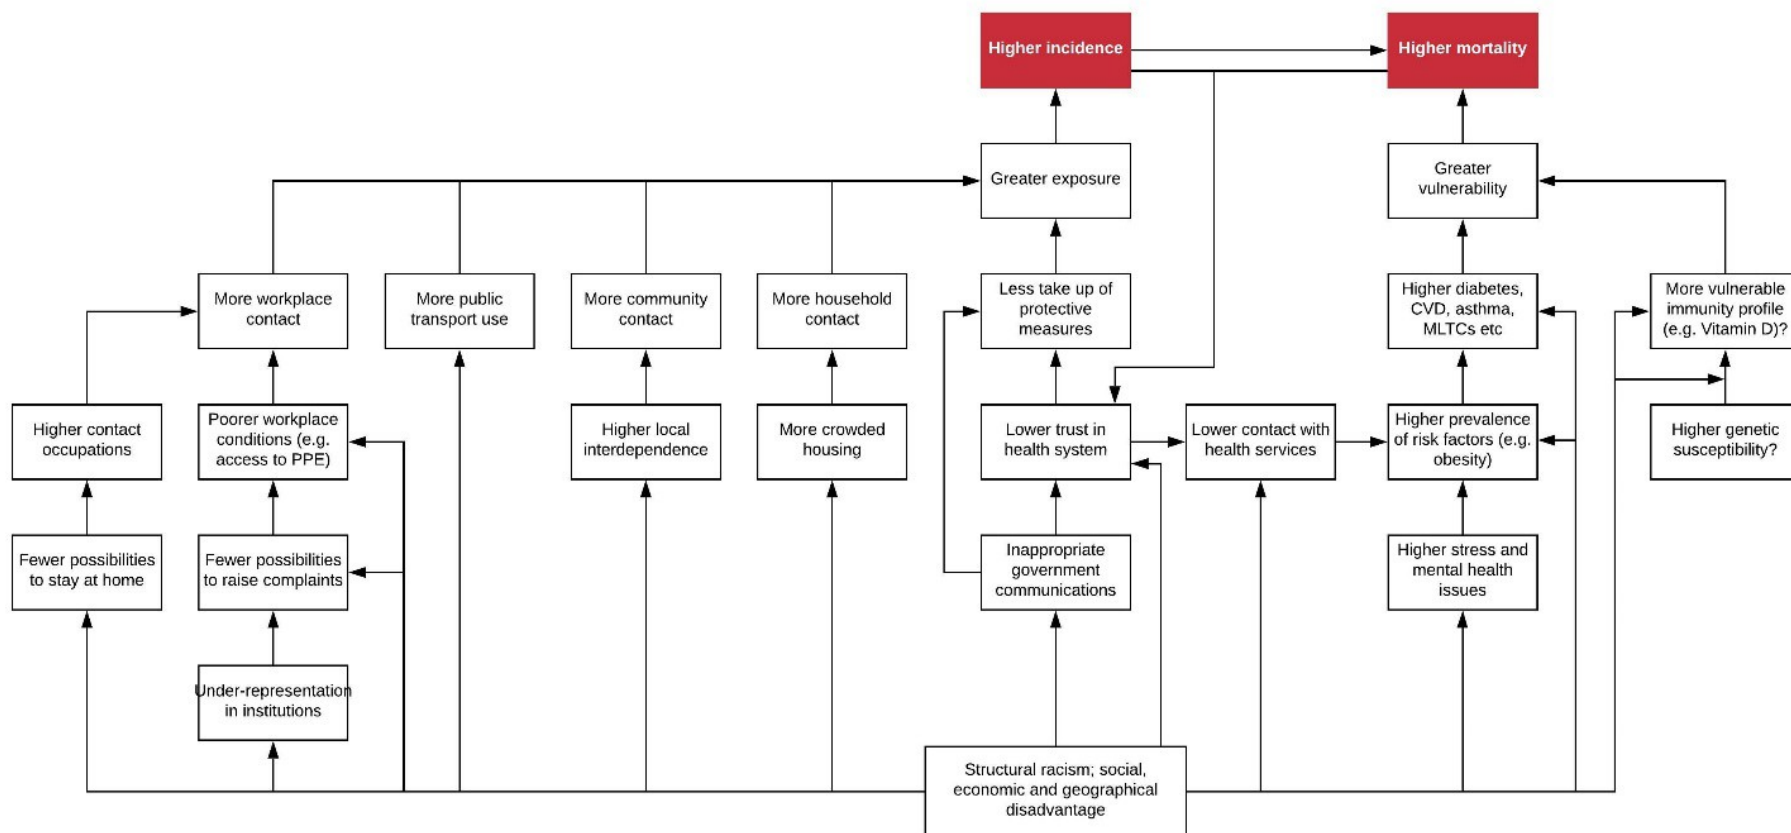 Higher incidence
Higher mortality
Greater exposure
Greater
vulnerability
More workplace
contact
More public
transport use
More community
contact
More household
contact
Less take up of
protective
measures
Higher diabetes,
CVD, asthma,
MLTCs etc
More vulnerable
immunity profile
(e.g. Vitamin D)?
Higher contact
occupations
Poorer workplace
conditions (e.g.
access to PPE)
Higher local
interdependence
More crowded
housing
Lower trust in
health system
Lower contact with
health services
Higher prevalence
of risk factors (e.g.
obesity)
Higher genetic
susceptibility?
Fewer possibilities
to stay at home
Fewer possibilities
to raise complaints
Inappropriate
government
communications
Higher stress and
mental health
issues
Under-representation
in institutions
Structural racism; social,
economic and geographical
disadvantage